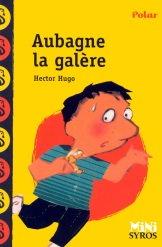 Polar
Aubagne
la galère
Hector Hugo
MiNi
SYROS